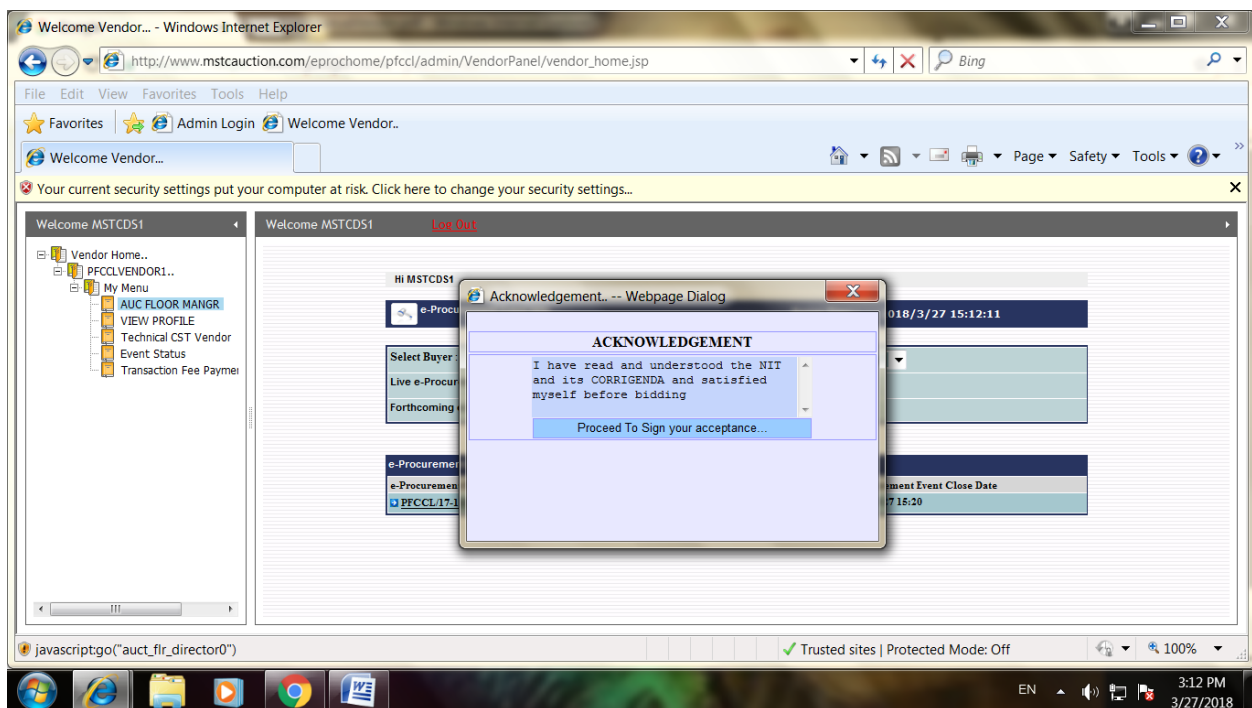 Welcome Vendor... - Windows Internet Explorer
http://www.mstcauction.com/eprochome/pfccl/admin/VendorPanel/vendor_home.jsp
Bing
File Edit View Favorites Tools Help
Favorites Admin Login Welcome Vendor..
Welcome Vendor...
Page Safety Tools
Your current security settings put your computer at risk. Click here to change your security settings...
Welcome MSTCDS1
Vendor Home..
PFCCLVENDOR1..
My Menu
AUC FLOOR MANGR
VIEW PROFILE
Technical CST Vendor
Event Status
Transaction Fee Paymer
Welcome MSTCDS1 Log Out
Hi MSTCDS1
e-Procu
018/3/27 15:12:11
Select Buyer :
Live e-Procur
Forthcoming
e-Procuremen
e-Procuremen
ement Event Close Date
PFCCL/17-1
7 15:20
Acknowledgement.. -- Webpage Dialog
ACKNOWLEDGEMENT
I have read and understood the NIT
and its CORRIGENDA and satisfied
myself before bidding
Proceed To Sign your acceptance...
javascript:go("auct_flr_director0")
Trusted sites | Protected Mode: Off
100%
EN
3:12 PM
3/27/2018